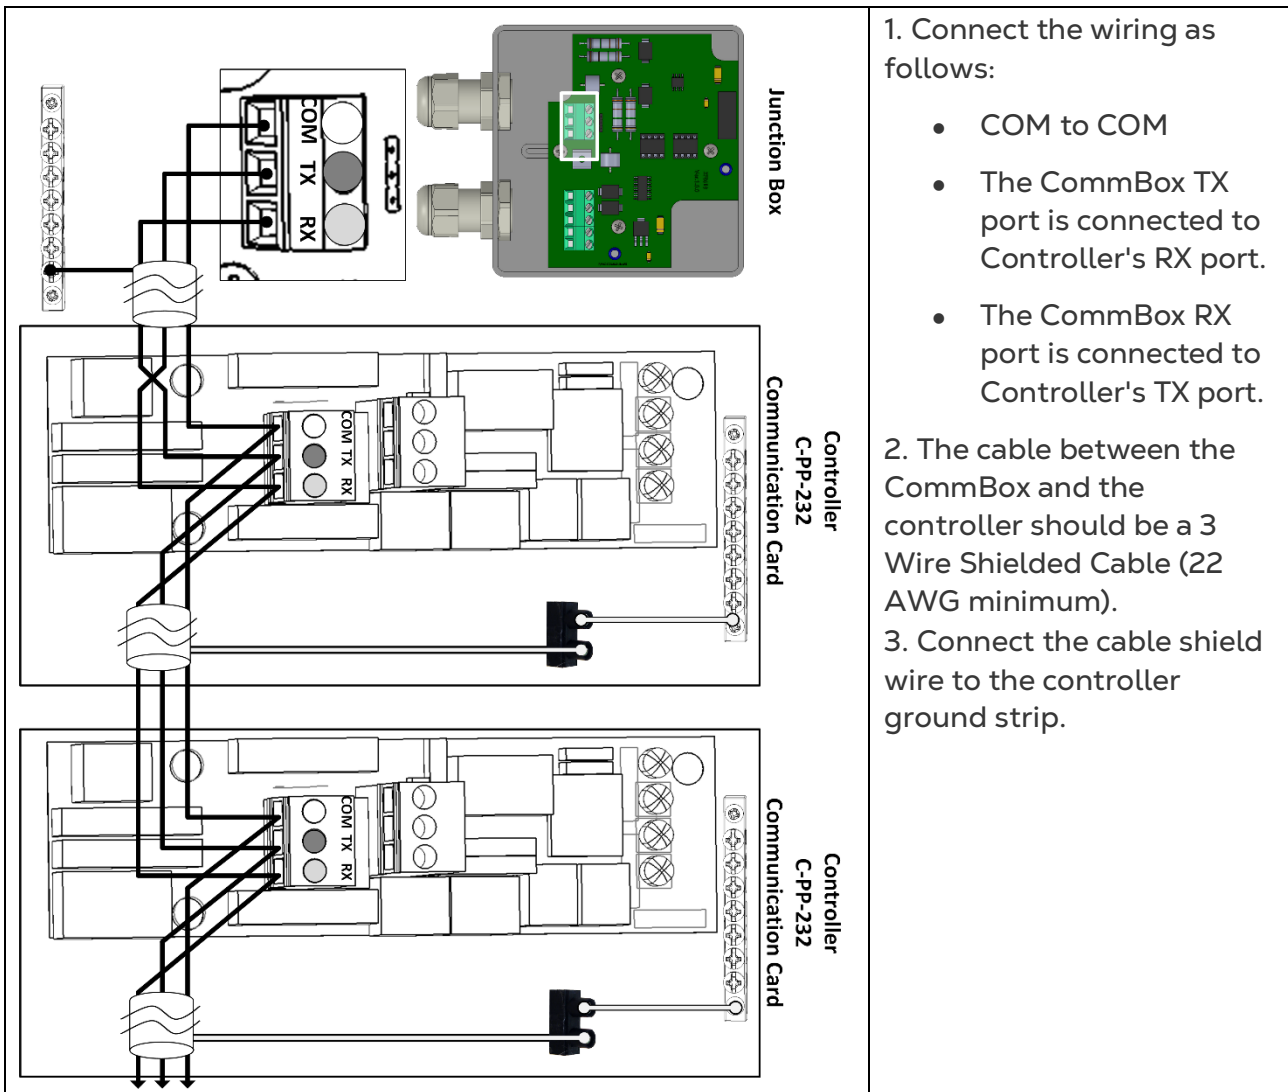 Junction Box
COM TX RX
Controller
C-PP-232
Communication Card
COM TX RX
Controller
C-PP-232
Communication Card
COM TX RX
1. Connect the wiring as
follows:
● COM to COM
● The CommBox TX
port is connected to
Controller's RX port.
● The CommBox RX
port is connected to
Controller's TX port.
2. The cable between the
CommBox and the
controller should be a 3
Wire Shielded Cable (22
AWG minimum).
3. Connect the cable shield
wire to the controller
ground strip.